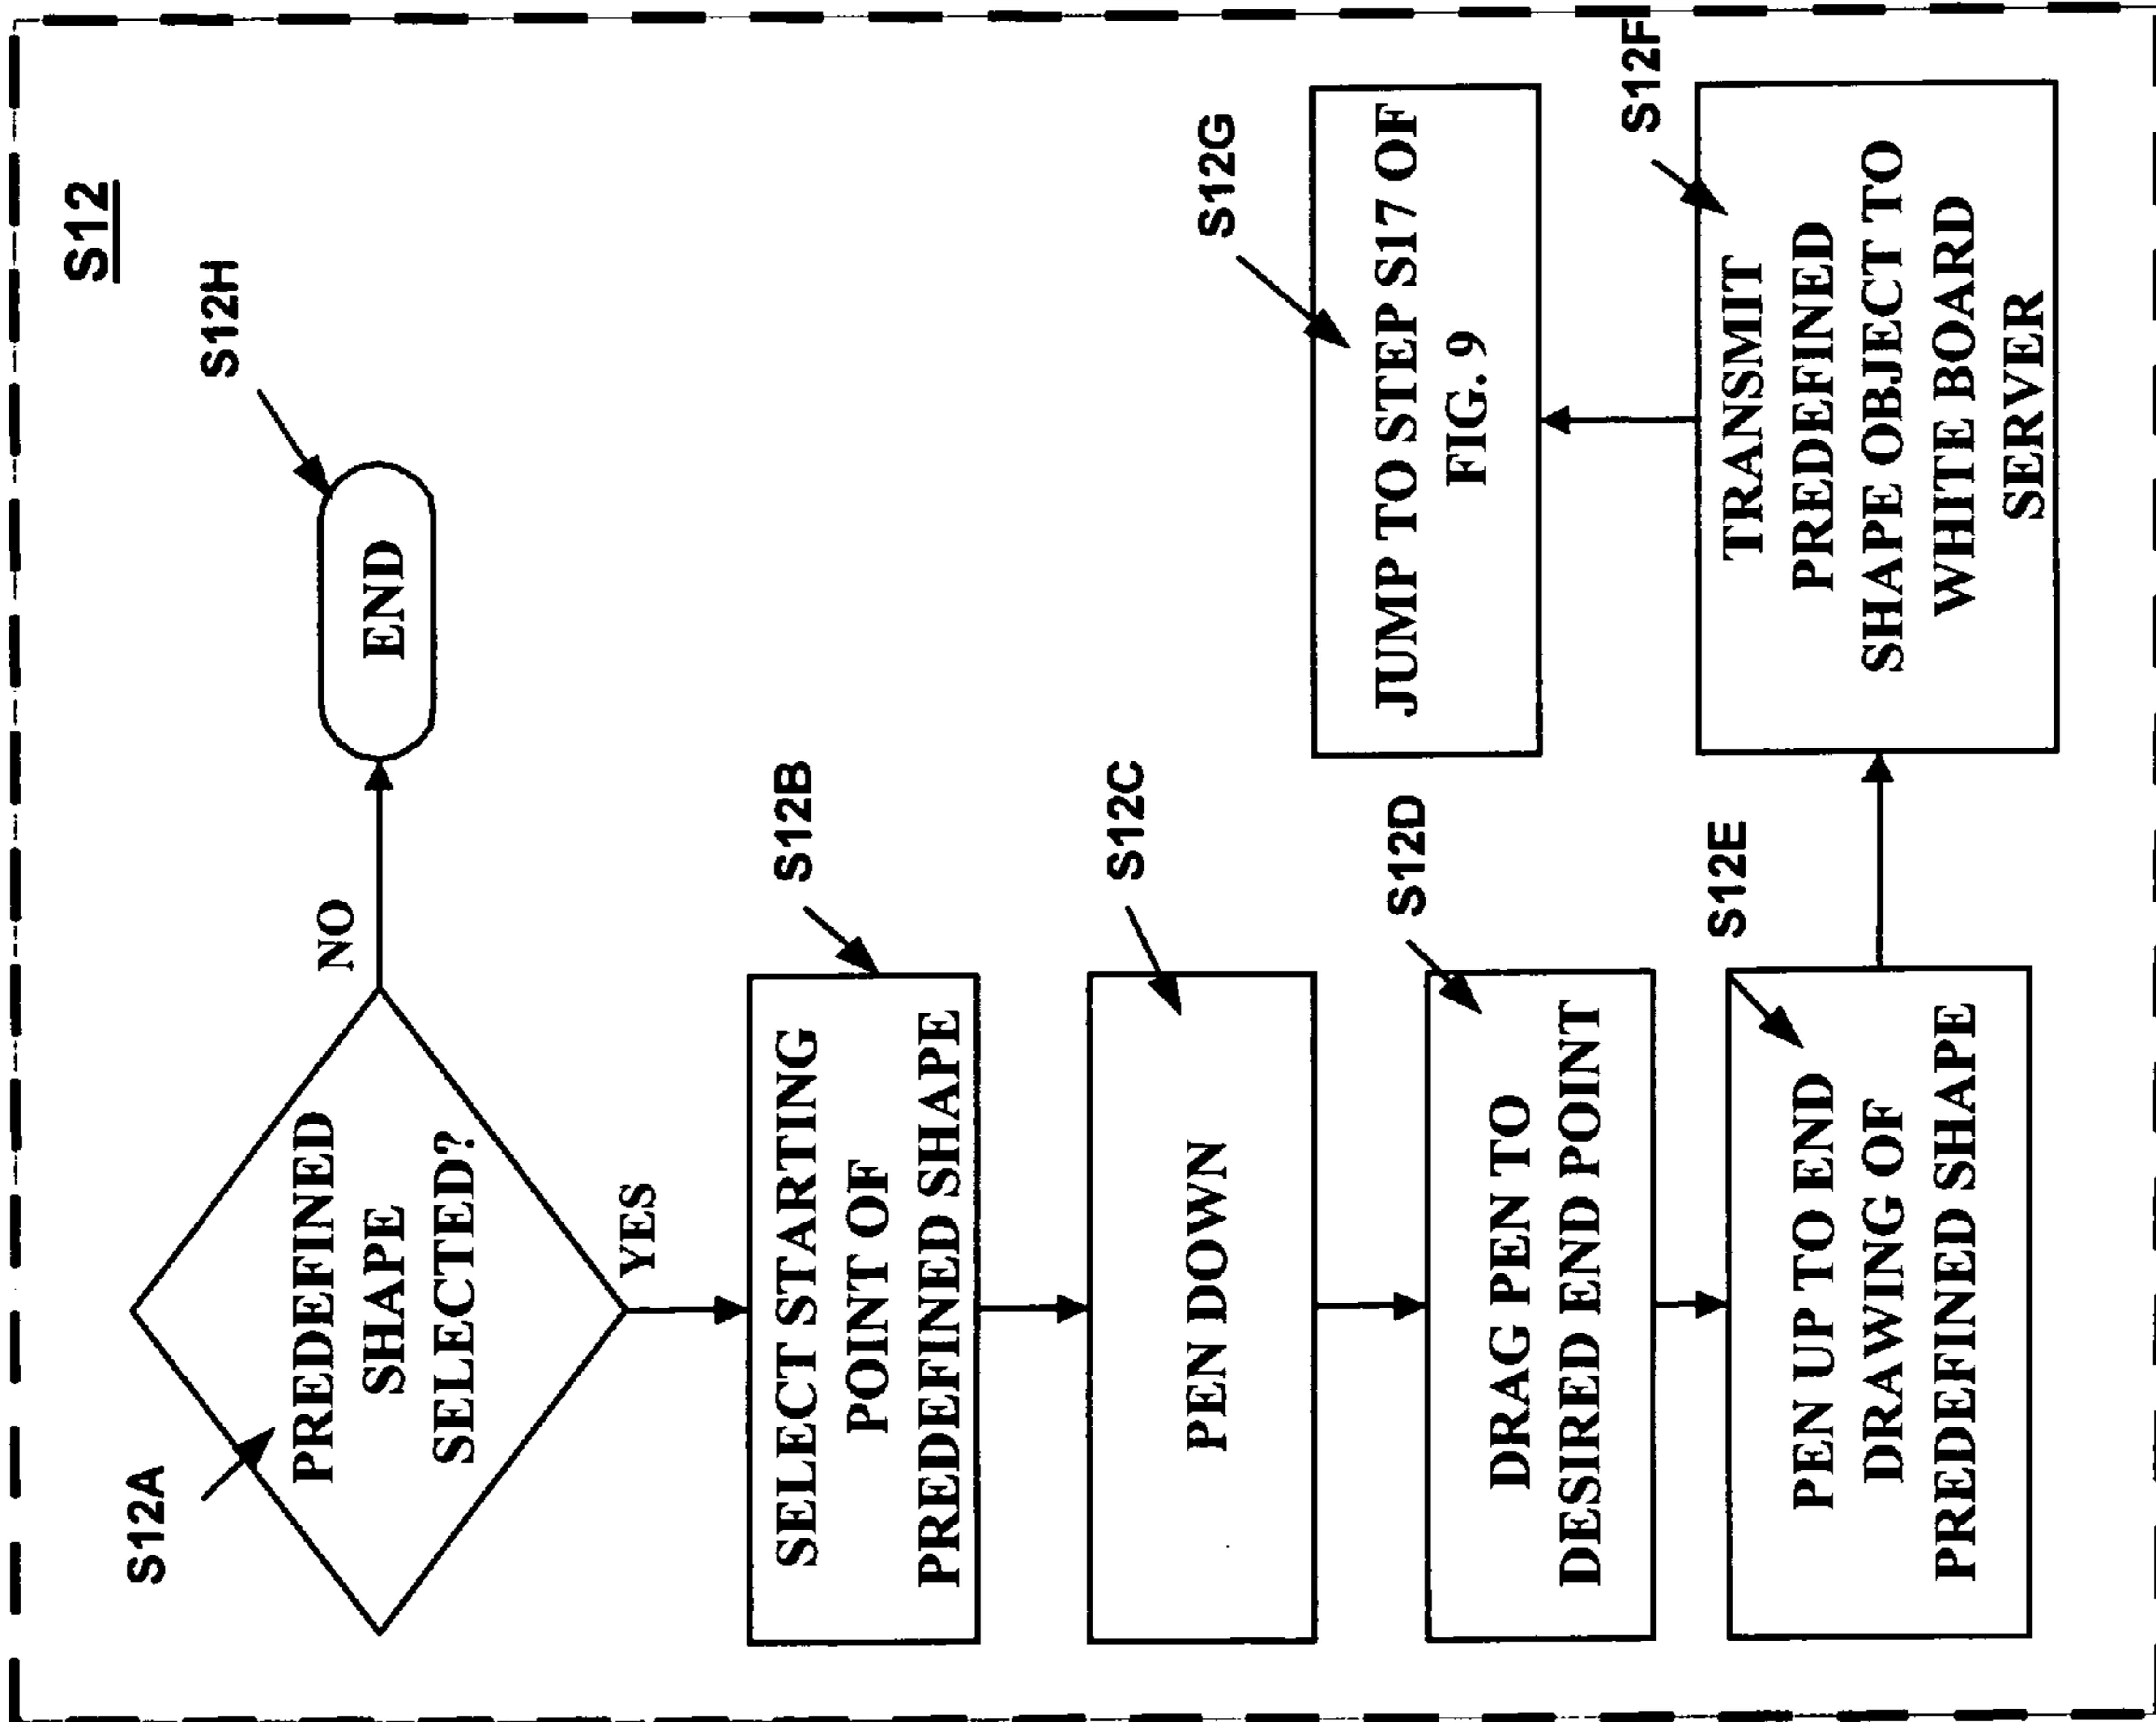 S12
S12A
PREDEFINED
SHAPE
SELECTED?
NO
S12H
END
YES
S12B
SELECT STARTING
POINT OF
PREDEFINED SHAPE
S12C
PEN DOWN
S12D
DRAG PEN TO
DESIRED END POINT
S12E
PEN UP TO END
DRAWING OF
PREDEFINED SHAPE
S12F
TRANSMIT
PREDEFINED
SHAPE OBJECT TO
WHITE BOARD
SERVER
S12G
JUMP TO STEP S17 OF
FIG. 9